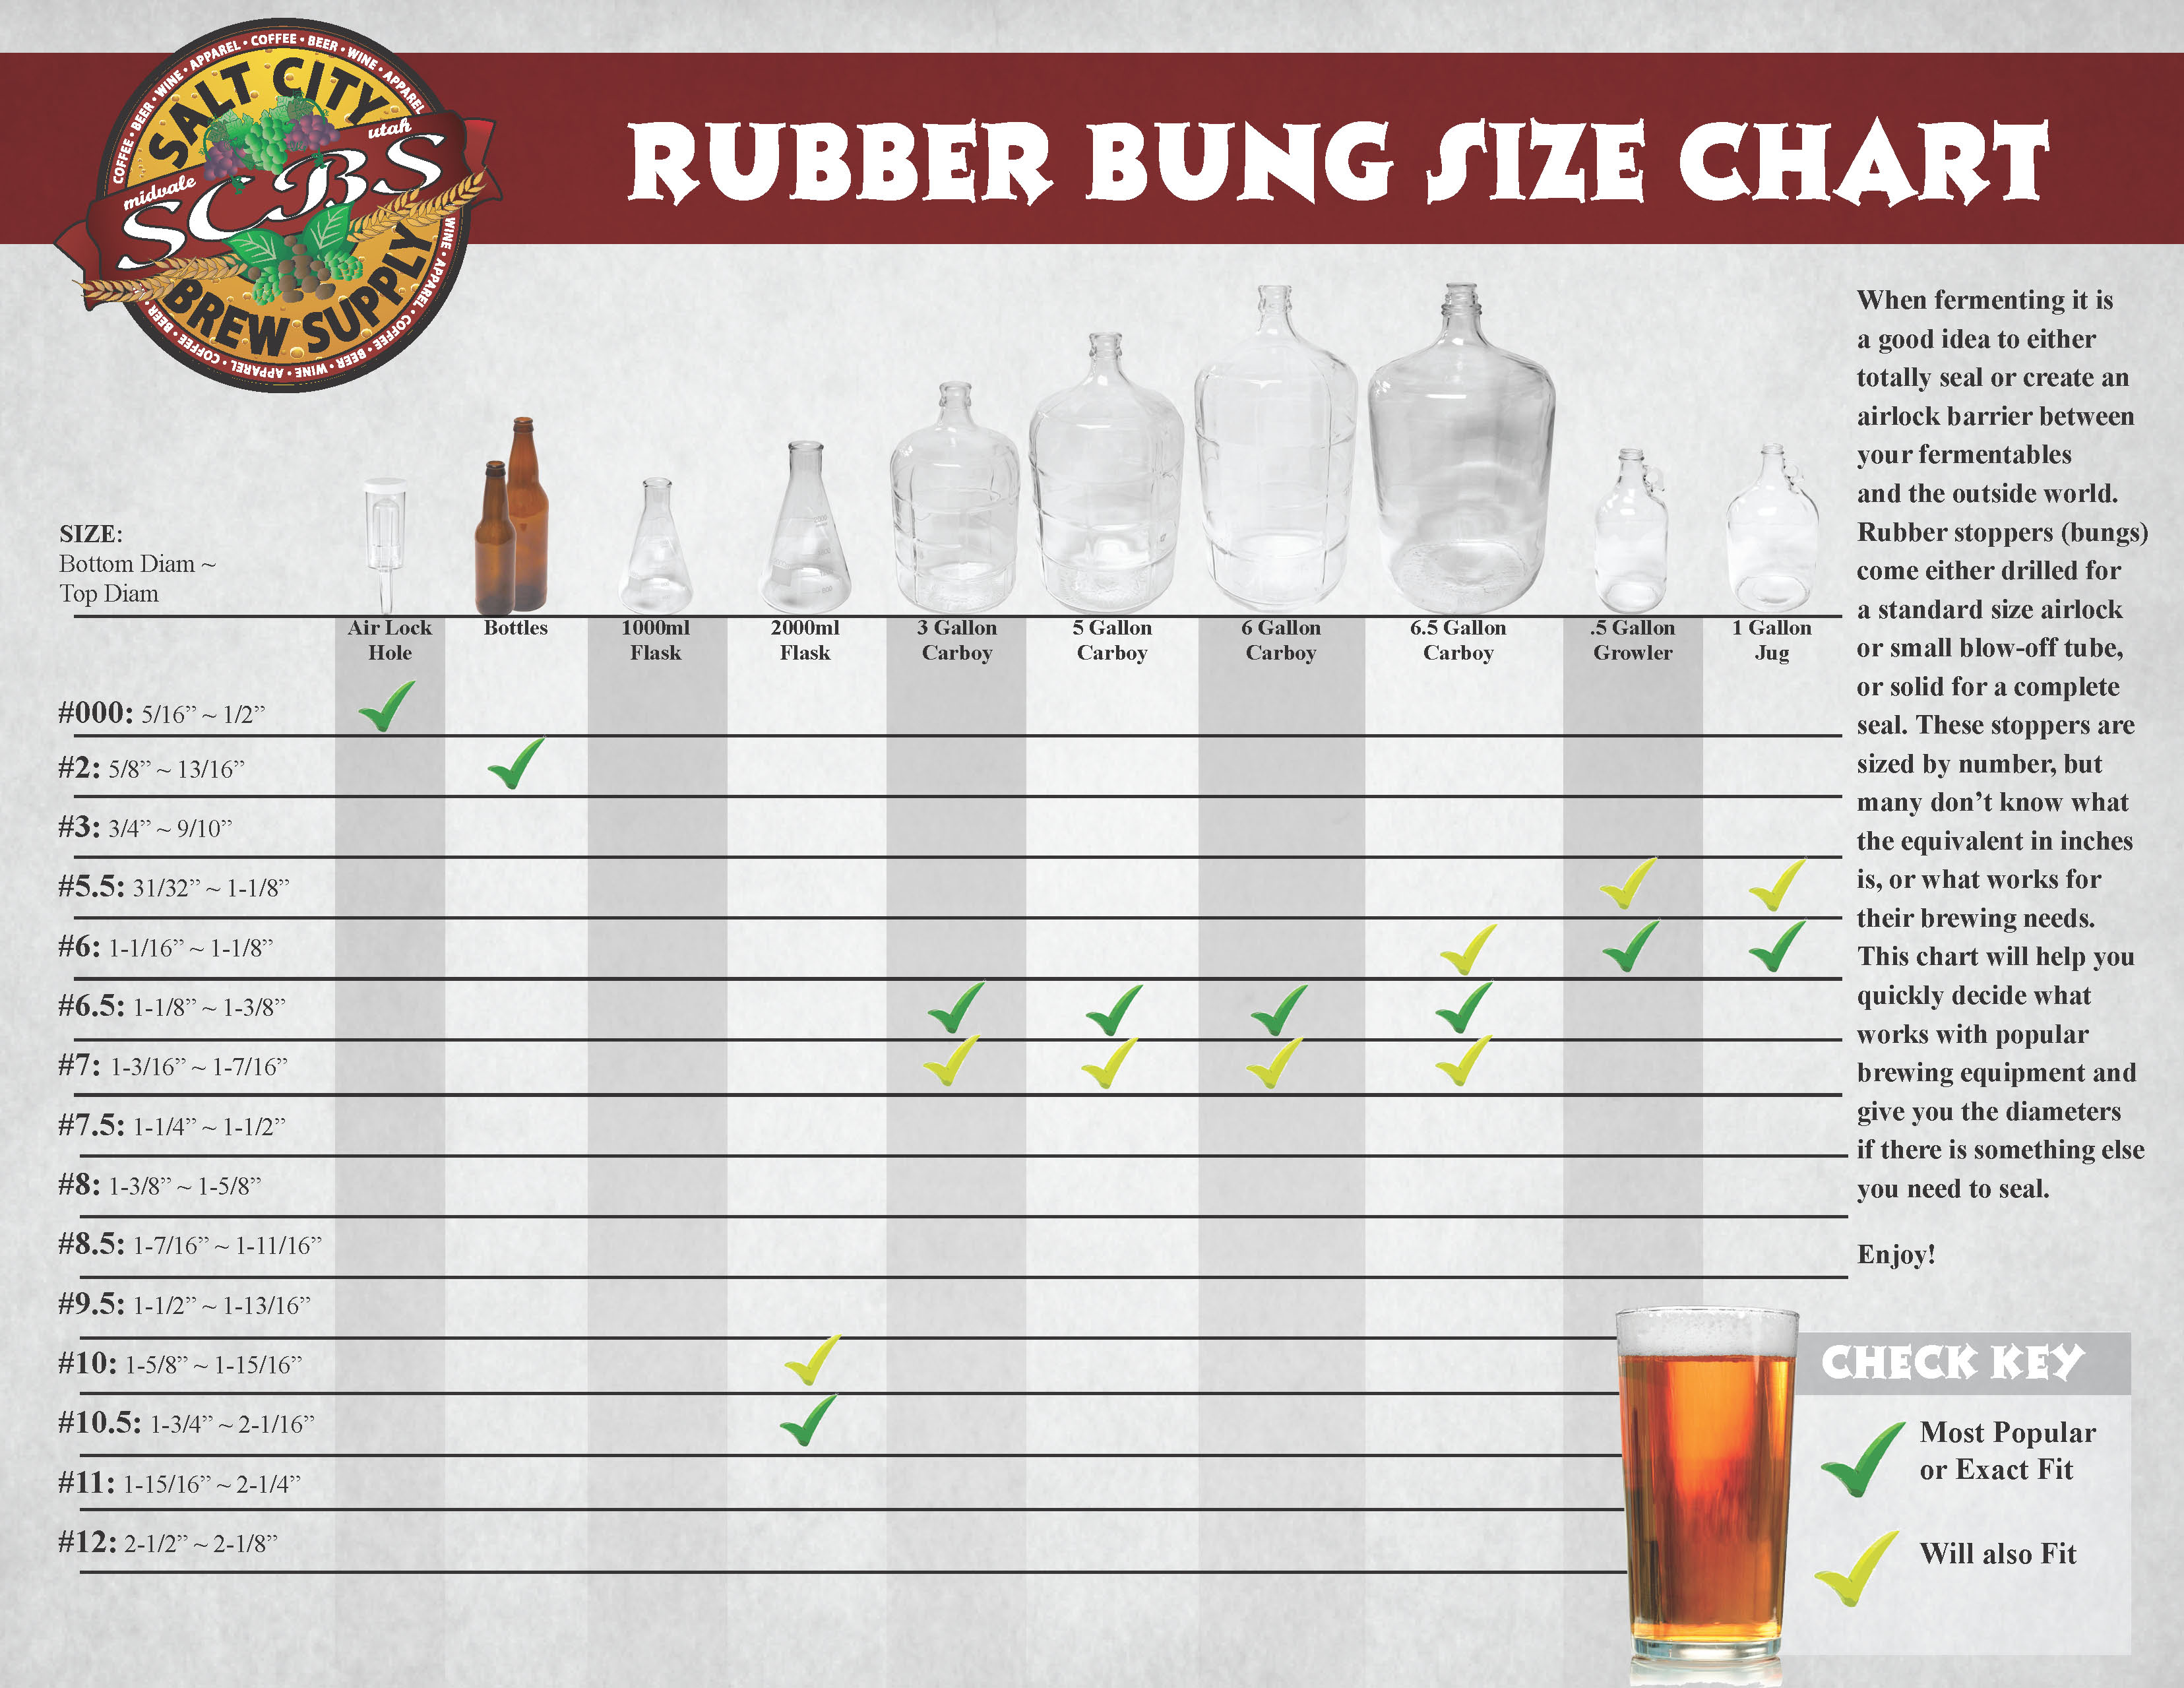 COFFEE • BEER • WINE • APPAREL • COFFEE • BEER • WINE • APPAREL
SALT CITY
midvale
utah
SCBS
BREW SUPPLY
WINE • APPAREL • COFFEE • BEER • WINE • APPAREL • COFFEE • BEER •
RUBBER BUNG SIZE CHART
SIZE:
Bottom Diam ~
Top Diam
Air Lock Hole
Bottles
1000ml Flask
2000ml Flask
3 Gallon Carboy
5 Gallon Carboy
6 Gallon Carboy
6.5 Gallon Carboy
.5 Gallon Growler
1 Gallon Jug
#000: 5/16” ~ 1/2”
#2: 5/8” ~ 13/16”
#3: 3/4” ~ 9/10”
#5.5: 31/32” ~ 1-1/8”
#6: 1-1/16” ~ 1-1/8”
#6.5: 1-1/8” ~ 1-3/8”
#7: 1-3/16” ~ 1-7/16”
#7.5: 1-1/4” ~ 1-1/2”
#8: 1-3/8” ~ 1-5/8”
#8.5: 1-7/16” ~ 1-11/16”
#9.5: 1-1/2” ~ 1-13/16”
#10: 1-5/8” ~ 1-15/16”
#10.5: 1-3/4” ~ 2-1/16”
#11: 1-15/16” ~ 2-1/4”
#12: 2-1/2” ~ 2-1/8”
When fermenting it is
a good idea to either
totally seal or create an
airlock barrier between
your fermentables
and the outside world.
Rubber stoppers (bungs)
come either drilled for
a standard size airlock
or small blow-off tube,
or solid for a complete
seal. These stoppers are
sized by number, but
many don’t know what
the equivalent in inches
is, or what works for
their brewing needs.
This chart will help you
quickly decide what
works with popular
brewing equipment and
give you the diameters
if there is something else
you need to seal.
Enjoy!
CHECK KEY
Most Popular
or Exact Fit
Will also Fit